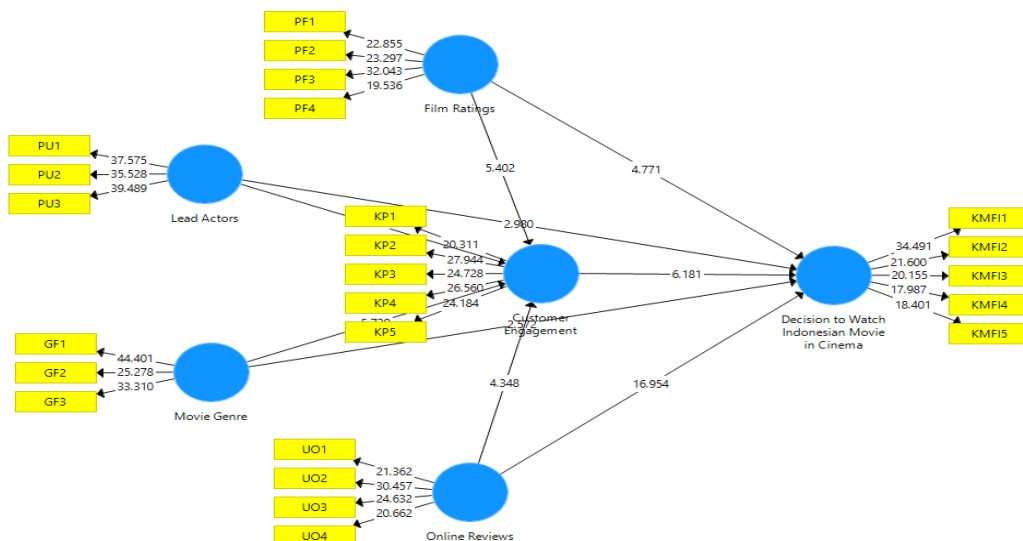 PF1
PF2
PF3
PF4
22.855
23.297
32.043
19.536
Film Ratings
PU1
PU2
PU3
37.575
35.528
39.489
Lead Actors
5.402
4.771
2.980
KP1
KP2
KP3
KP4
KP5
20.311
27.944
24.728
26.560
24.184
Customer
Engagement
6.181
KMFI1
KMFI2
KMFI3
KMFI4
KMFI5
34.491
21.600
20.155
17.987
18.401
Decision to Watch
Indonesian Movie
in Cinema
GF1
GF2
GF3
44.401
25.278
33.310
Movie Genre
4.348
16.954
UO1
UO2
UO3
UO4
21.362
30.457
24.632
20.662
Online Reviews